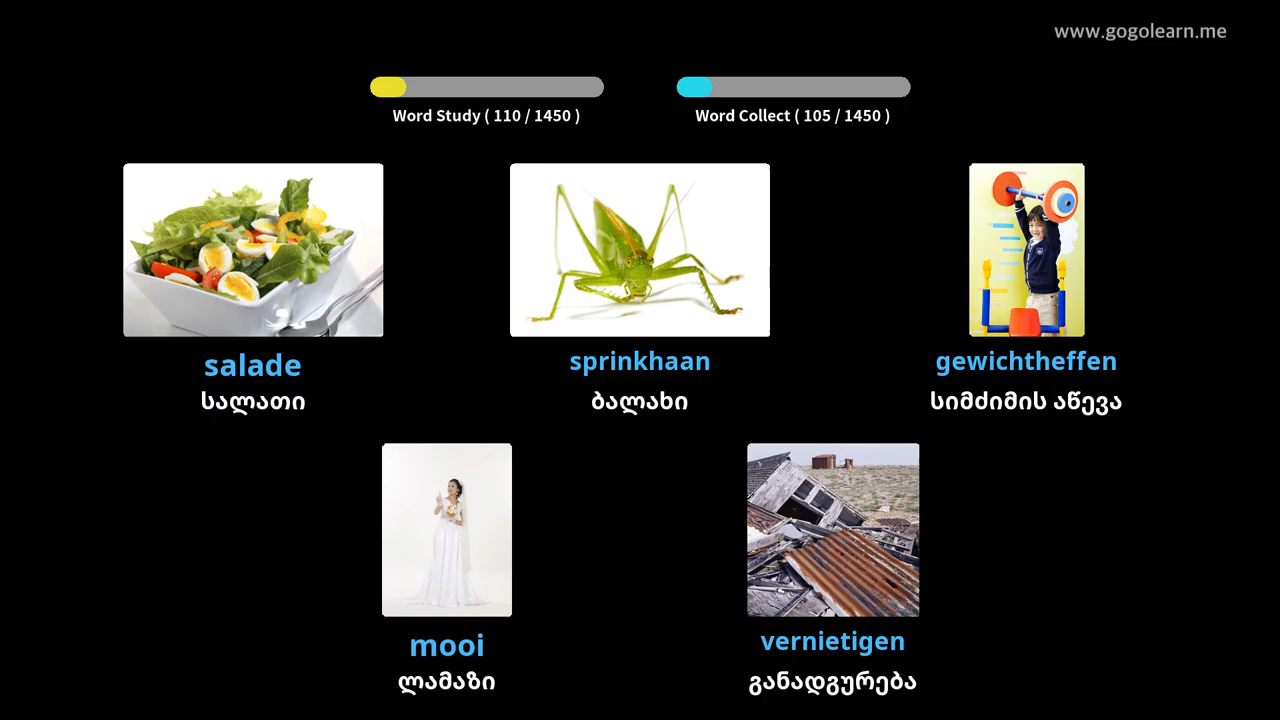 www.gogolearn.me
Word Study ( 110 / 1450 )
Word Collect ( 105 / 1450 )
salade
სალათი
sprinkhaan
ბალახი
gewichtheffen
სიმძიმის აწევა
mooi
ლამაზი
vernietigen
განადგურება